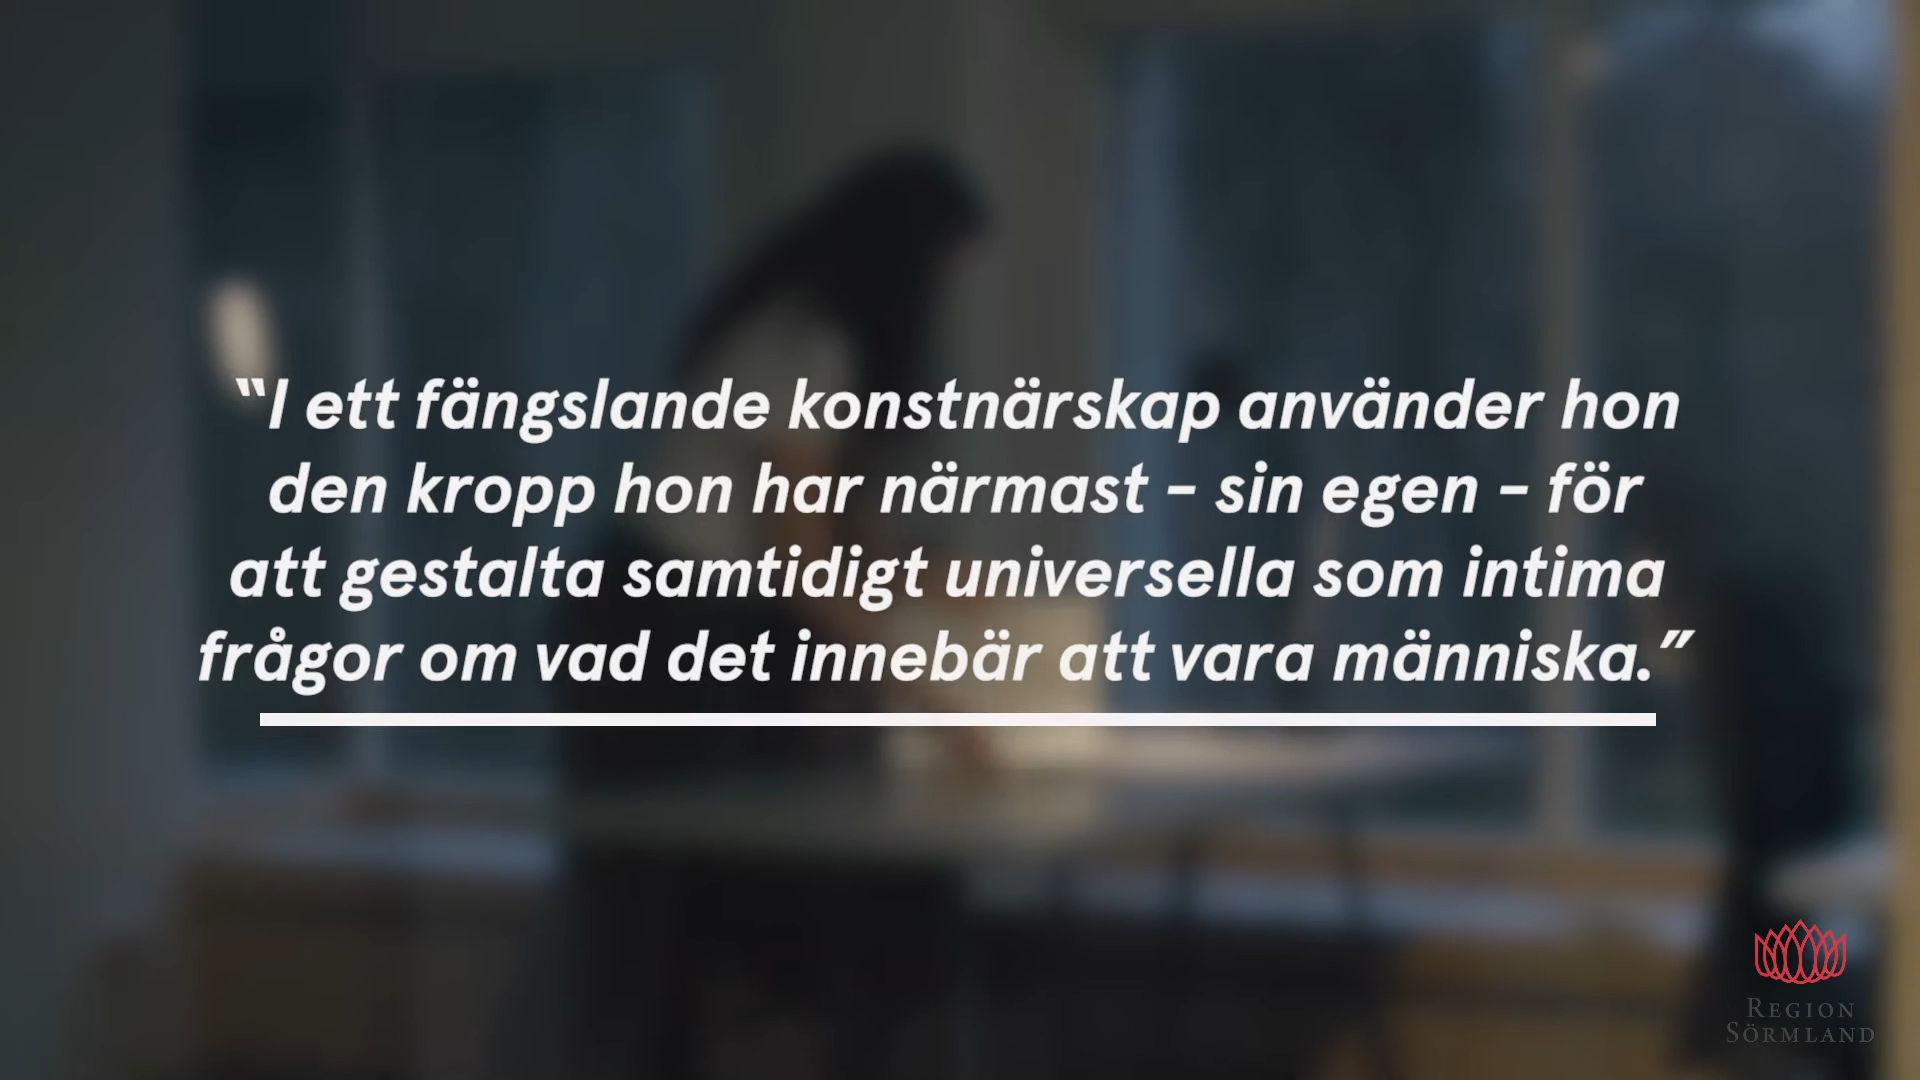 “I ett fängslande konstnärskap använder hon
den kropp hon har närmast – sin egen – för
att gestalta samtidigt universella som intima
frågor om vad det innebär att vara människa.”
REGION
SÖRMLAND